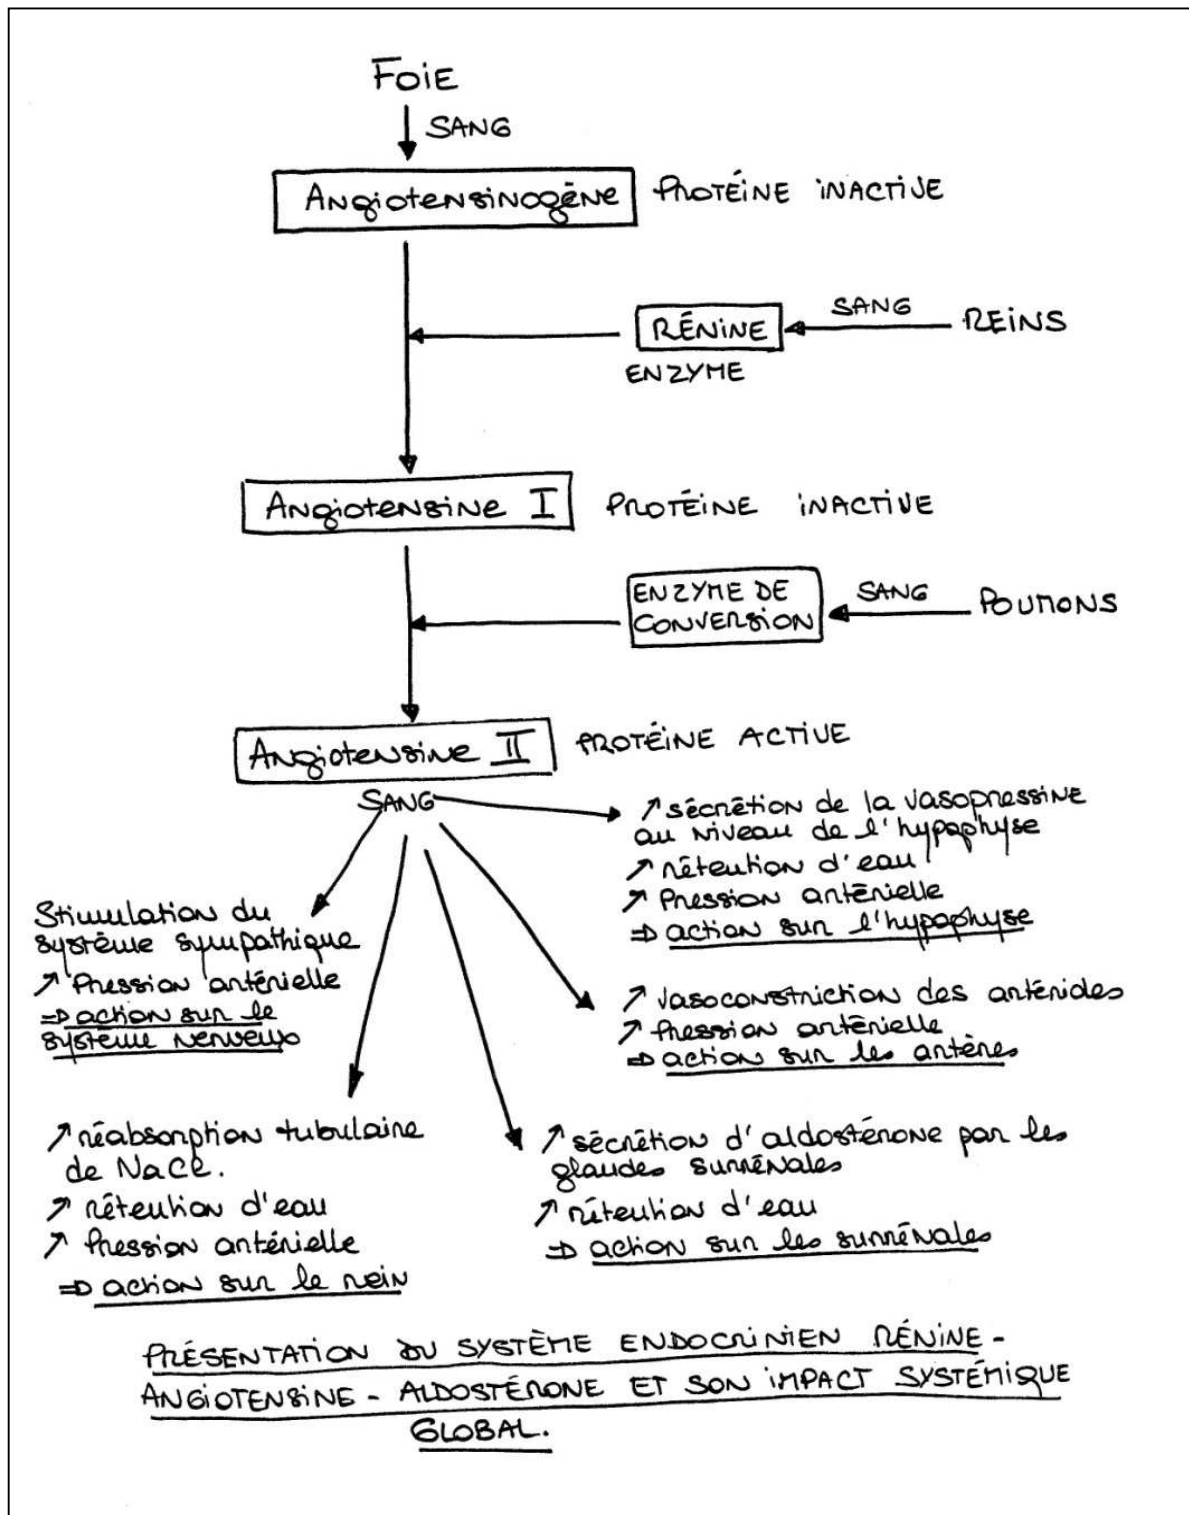 FOIE
SANG
Angiotensinogène PROTÉINE INACTIVE
RÉNINE SANG REINS
ENZYME
Angiotensine I PROTÉINE INACTIVE
ENZYME DE
CONVERSION SANG POUMONS
Angiotensine II PROTÉINE ACTIVE
SANG
↗ sécrétion de la vasopressine
au niveau de l'hypophyse
↗ rétention d'eau
↗ Pression artérielle
⇒ action sur l'hypophyse
Stimulation du
système sympathique
↗ Pression artérielle
⇒ action sur le
système nerveux
↗ vasoconstriction des artérioles
↗ Pression artérielle
⇒ action sur les artères
↗ réabsorption tubulaire
de NaCl.
↗ rétention d'eau
↗ Pression artérielle
⇒ action sur le rein
↗ sécrétion d'aldostérone par les
glandes surrénales
↗ rétention d'eau
⇒ action sur les surrénales
PRÉSENTATION DU SYSTÈME ENDOCRINIEN RÉNINE-
ANGIOTENSINE - ALDOSTÉRONE ET SON IMPACT SYSTÉMIQUE
GLOBAL.